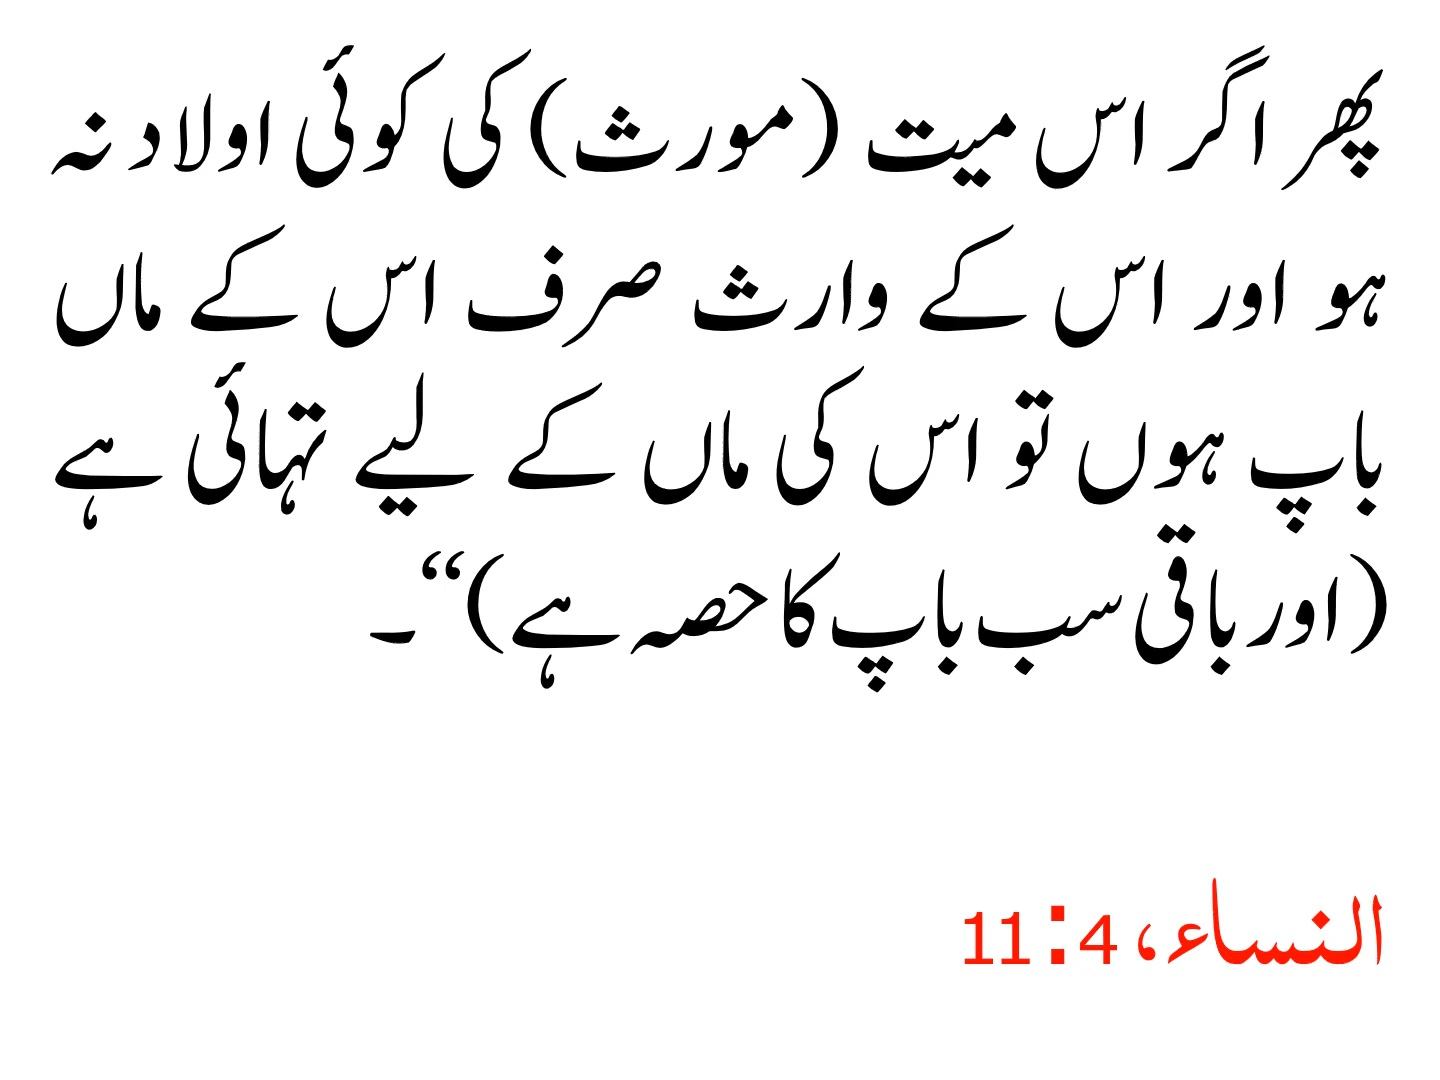 پھر اگر اس میت (مورث) کی کوئی اولاد نہ
ہو اور اس کے وارث صرف اس کے ماں
باپ ہوں تو اس کی ماں کے لیے تہائی ہے
(اور باقی سب باپ کا حصہ ہے)“۔
النساء، 4:11